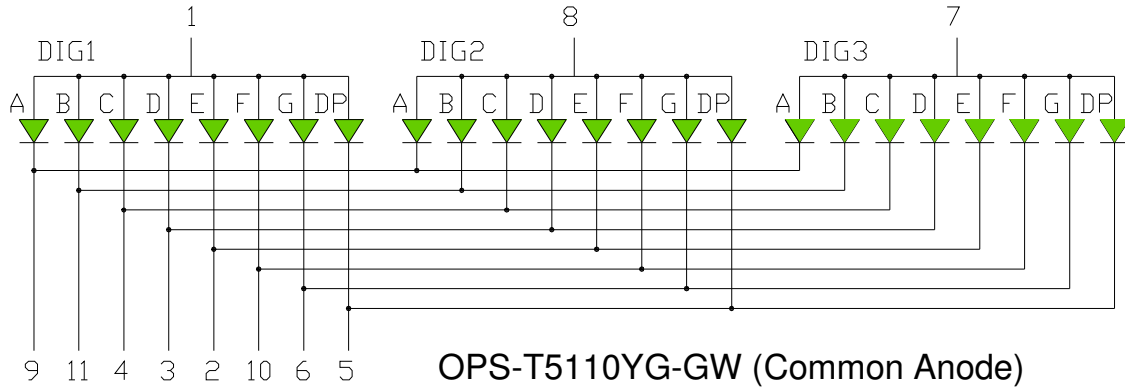 1 8 7
DIG1 DIG2 DIG3
A B C D E F G DP A B C D E F G DP A B C D E F G DP
9 11 4 3 2 10 6 5
OPS-T5110YG-GW (Common Anode)